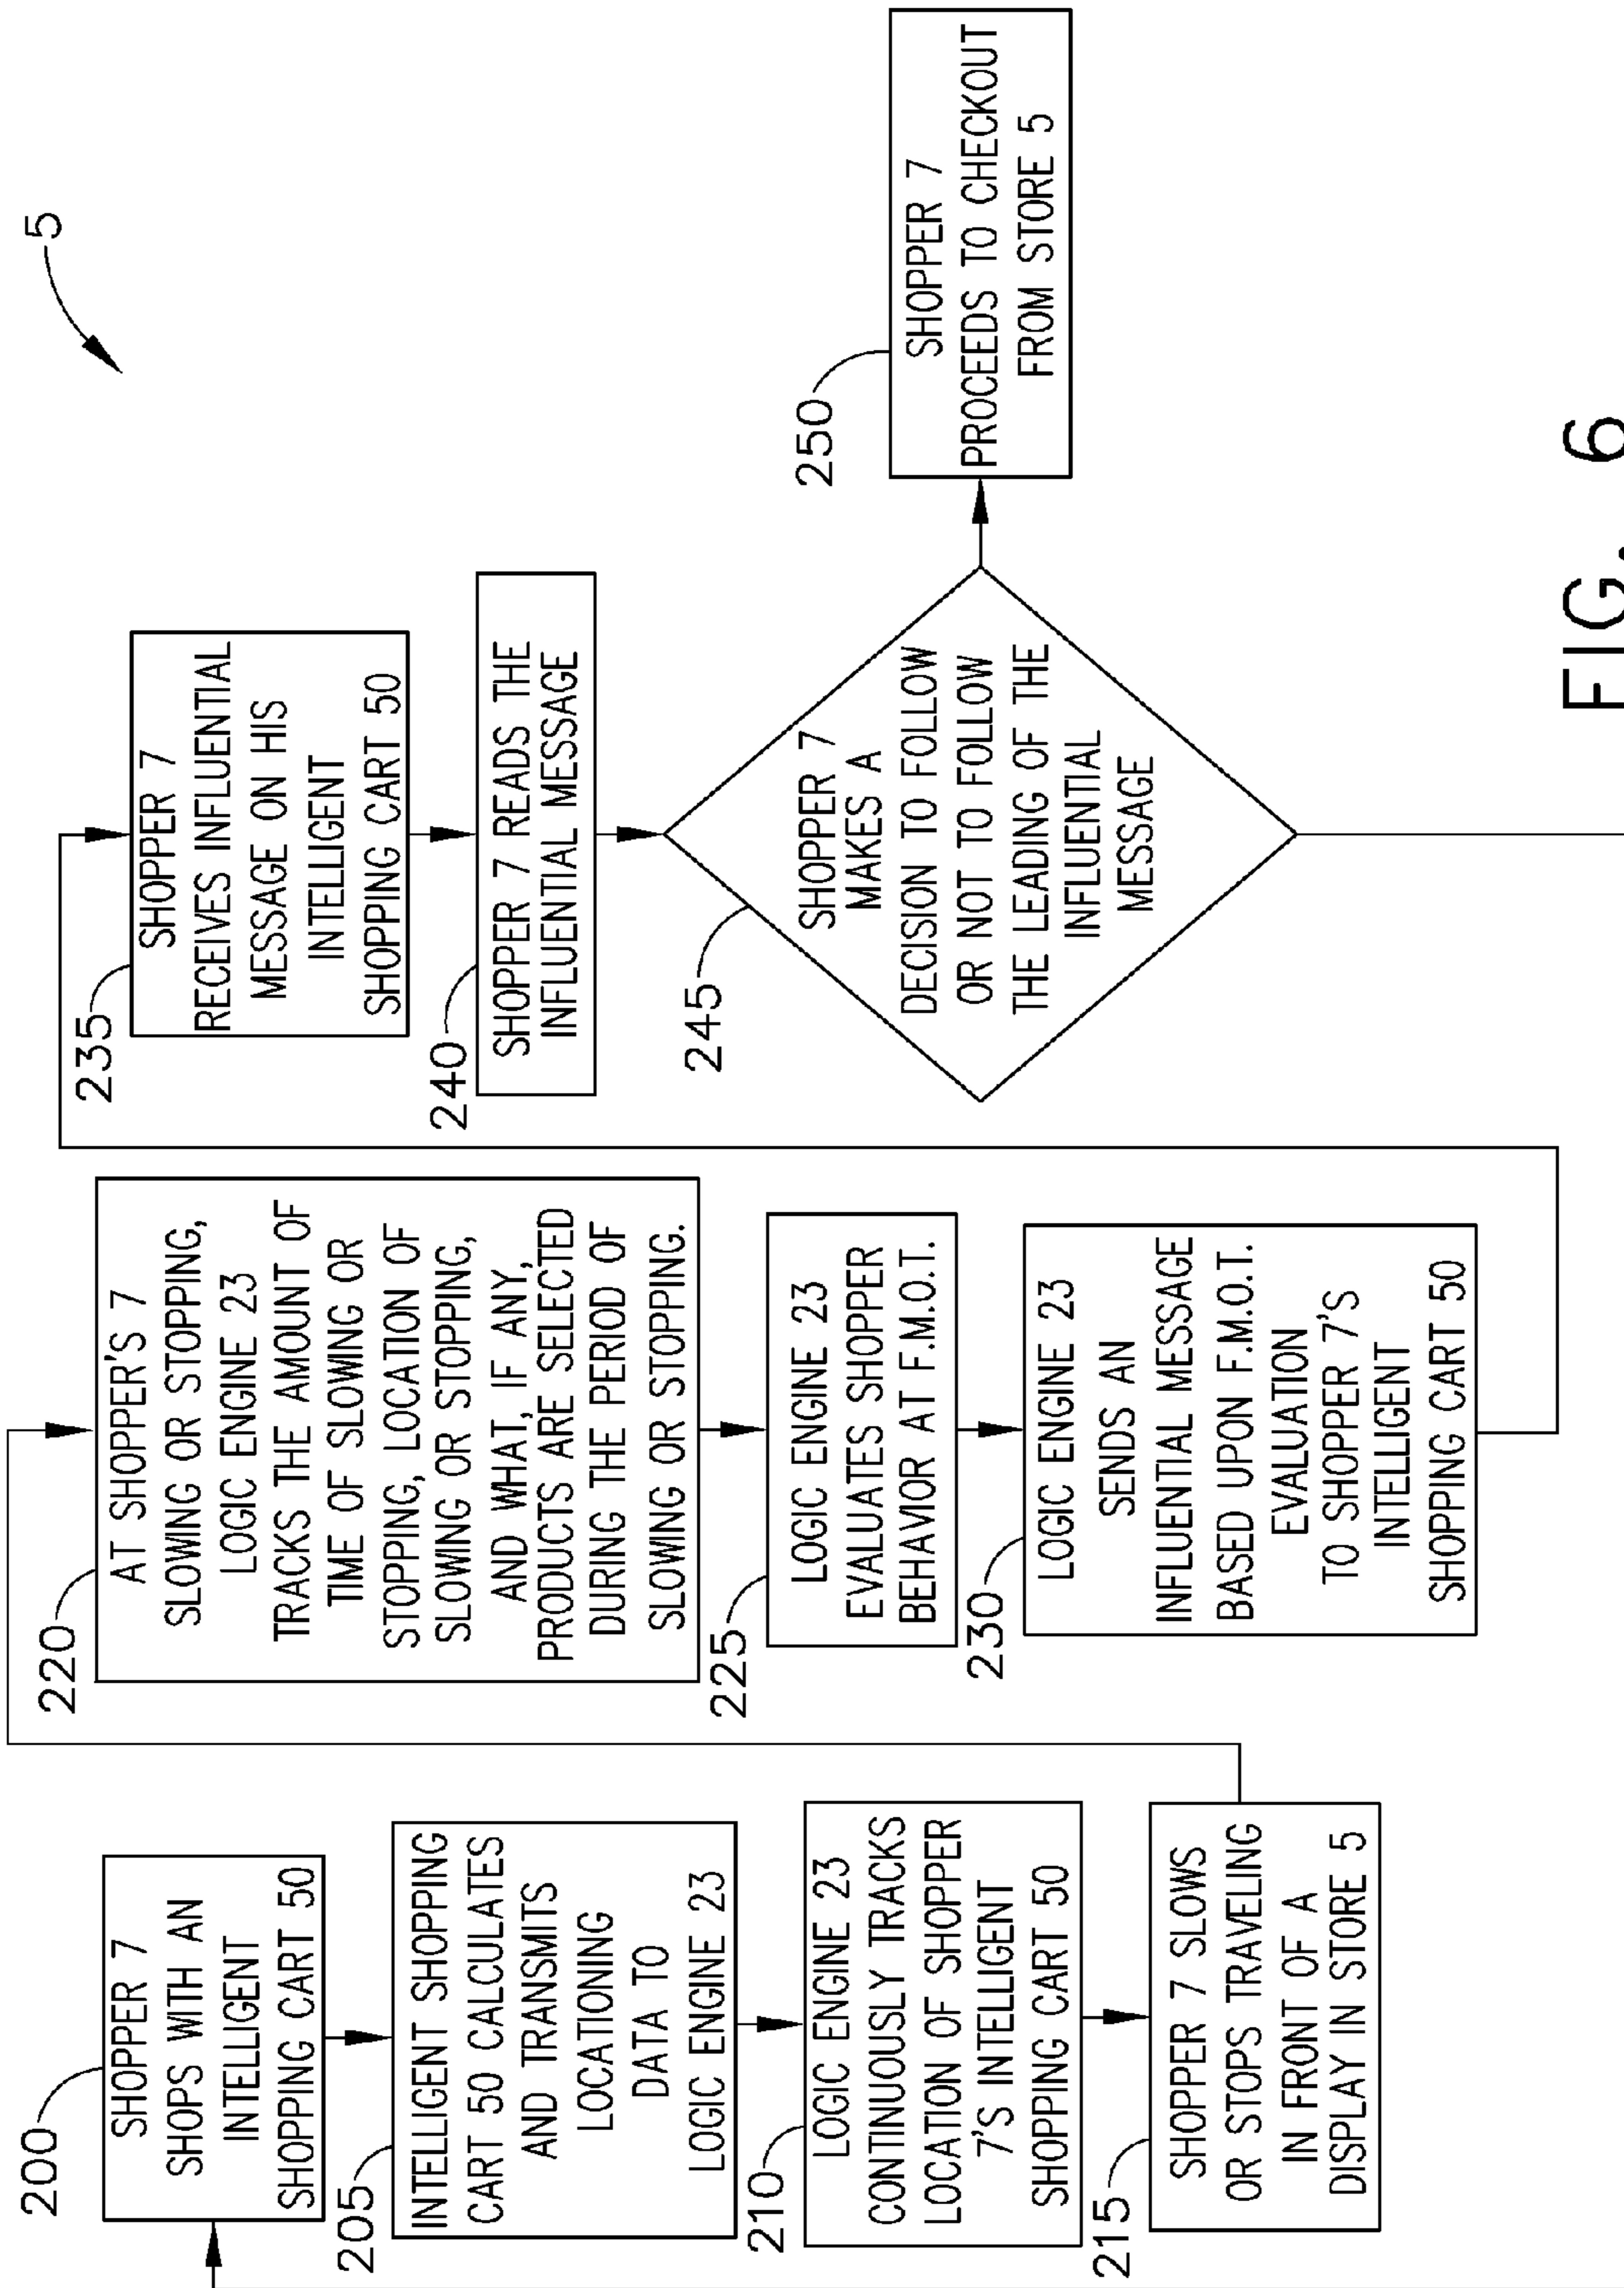 5
200
SHOPPER 7
SHOPS WITH AN
INTELLIGENT
SHOPPING CART 50
205
INTELLIGENT SHOPPING
CART 50 CALCULATES
AND TRANSMITS
LOCATIONING
DATA TO
LOGIC ENGINE 23
210
LOGIC ENGINE 23
CONTINUOUSLY TRACKS
LOCATION OF SHOPPER
7'S INTELLIGENT
SHOPPING CART 50
215
SHOPPER 7 SLOWS
OR STOPS TRAVELING
IN FRONT OF A
DISPLAY IN STORE 5
220
AT SHOPPER'S 7
SLOWING OR STOPPING,
LOGIC ENGINE 23
TRACKS THE AMOUNT OF
TIME OF SLOWING OR
STOPPING, LOCATION OF
SLOWING OR STOPPING,
AND WHAT, IF ANY,
PRODUCTS ARE SELECTED
DURING THE PERIOD OF
SLOWING OR STOPPING.
225
LOGIC ENGINE 23
EVALUATES SHOPPER
BEHAVIOR AT F.M.O.T.
230
LOGIC ENGINE 23
SENDS AN
INFLUENTIAL MESSAGE
BASED UPON F.M.O.T.
EVALUATION
TO SHOPPER 7'S
INTELLIGENT
SHOPPING CART 50
235
SHOPPER 7
RECEIVES INFLUENTIAL
MESSAGE ON HIS
INTELLIGENT
SHOPPING CART 50
240
SHOPPER 7 READS THE
INFLUENTIAL MESSAGE
245
SHOPPER 7
MAKES A
DECISION TO FOLLOW
OR NOT TO FOLLOW
THE LEADING OF THE
INFLUENTIAL
MESSAGE
250
SHOPPER 7
PROCEEDS TO CHECKOUT
FROM STORE 5
FIG. 6